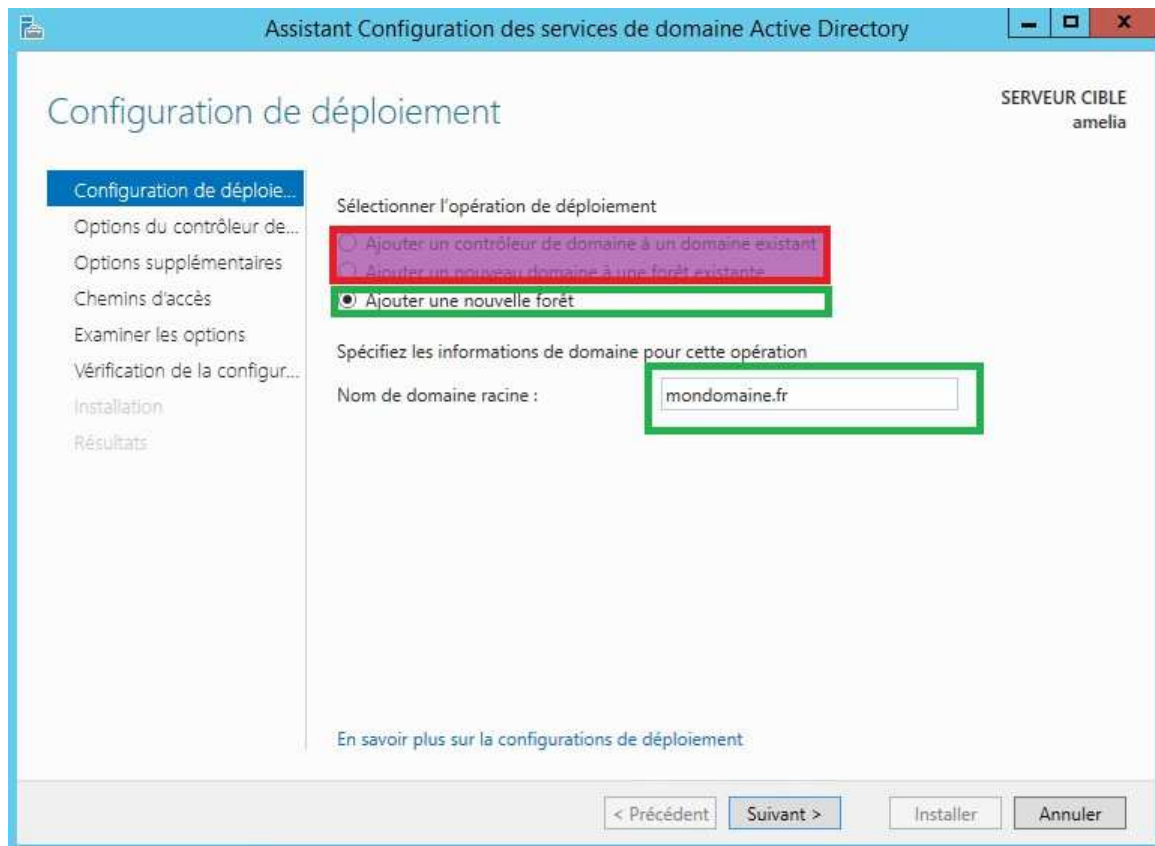 Assistant Configuration des services de domaine Active Directory
Configuration de déploiement
SERVEUR CIBLE
amelia
Configuration de déploie...
Options du contrôleur de...
Options supplémentaires
Chemins d'accès
Examiner les options
Vérification de la configur...
Installation
Résultats
Sélectionner l'opération de déploiement
Ajouter un contrôleur de domaine à un domaine existant
Ajouter un nouveau domaine à une forêt existante
Ajouter une nouvelle forêt
Spécifiez les informations de domaine pour cette opération
Nom de domaine racine : mondomaine.fr
En savoir plus sur la configurations de déploiement
< Précédent Suivant > Installer Annuler